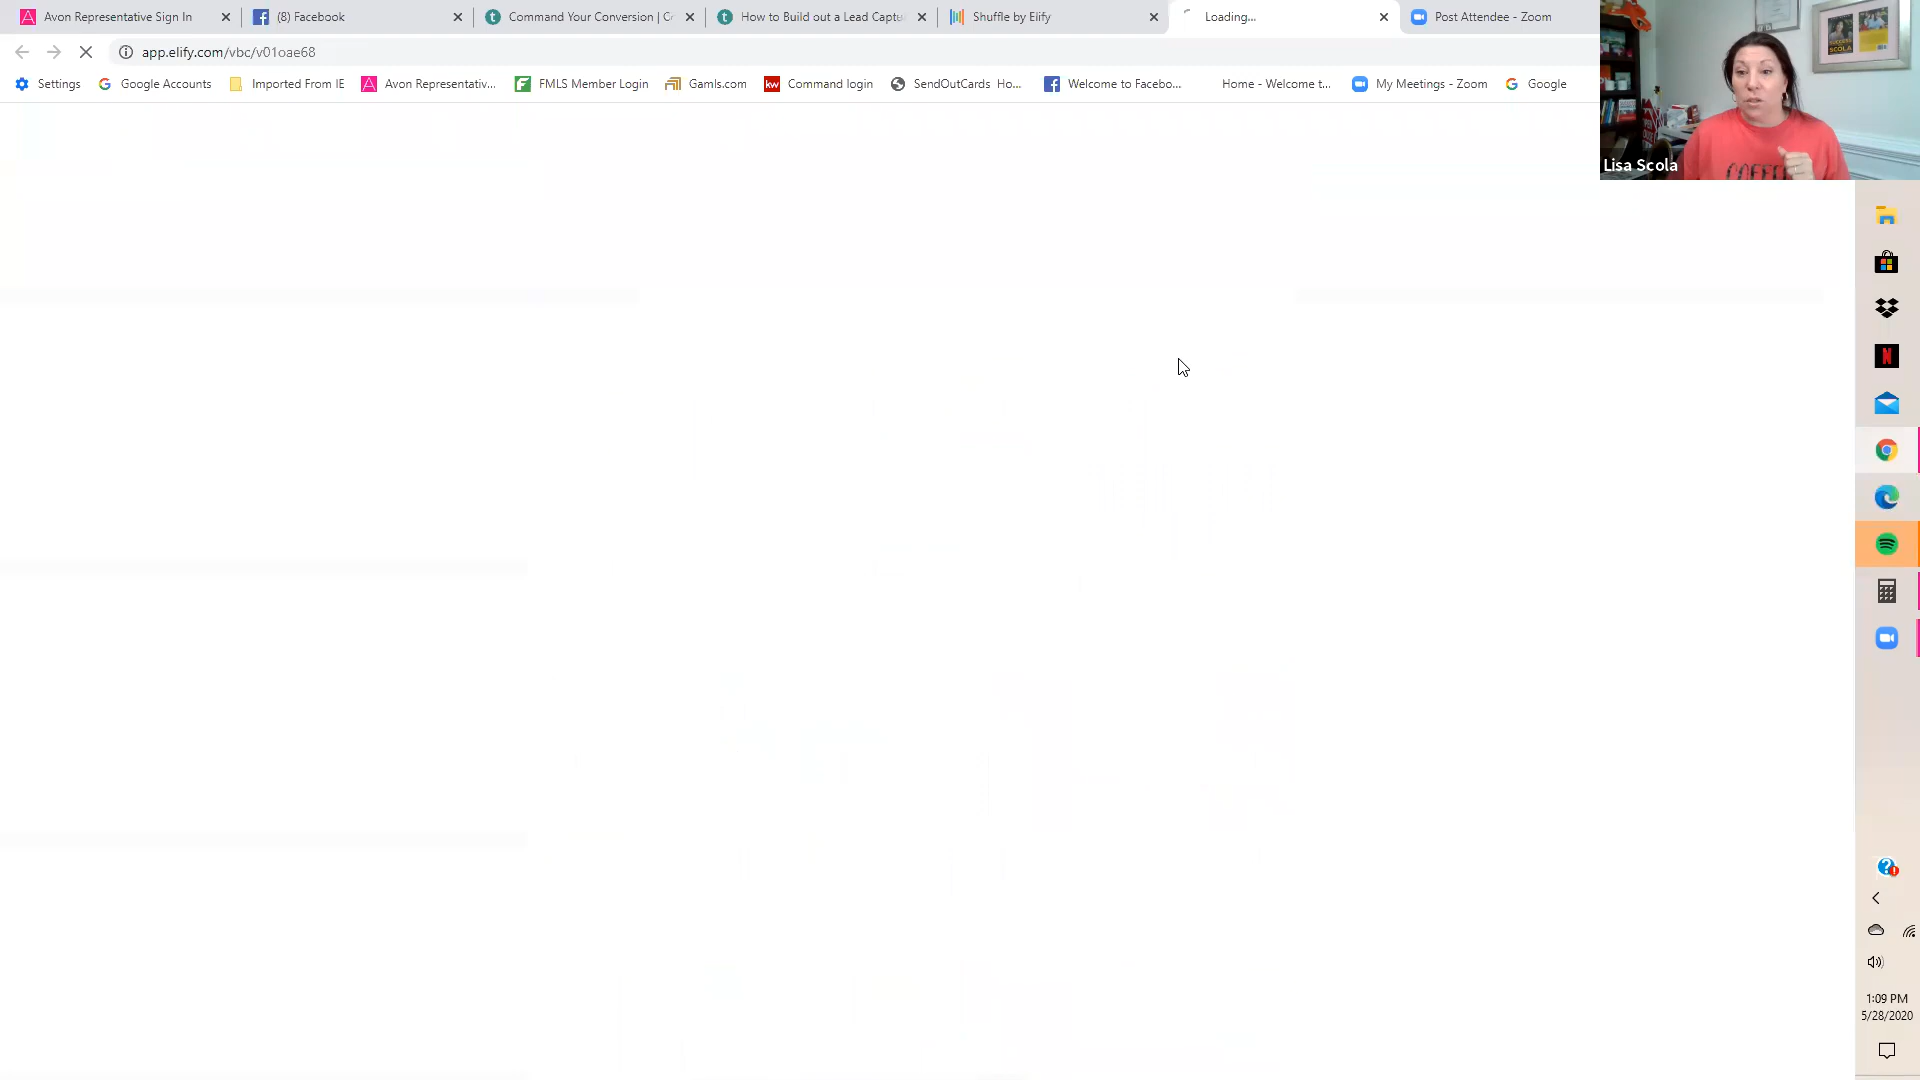 Avon Representative Sign In
(8) Facebook
Command Your Conversion | C
How to Build out a Lead Captu
Shuffle by Elify
Loading...
Post Attendee - Zoom
app.elify.com/vbc/v01oae68
Settings
Google Accounts
Imported From IE
Avon Representativ...
FMLS Member Login
Gamls.com
kw
Command login
SendOutCards Ho...
Welcome to Facebo...
Home - Welcome t...
My Meetings - Zoom
Google
SCOLA
COFFEE
Lisa Scola
1:09 PM
5/28/2020